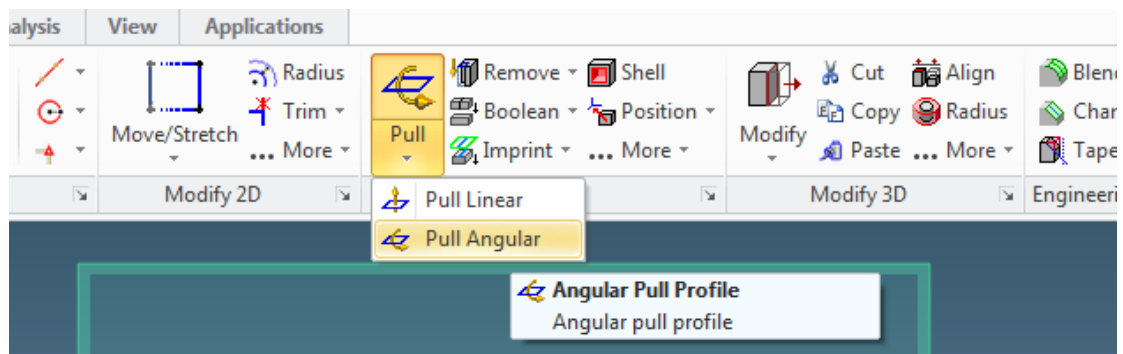 alysis View Applications
Radius Remove Shell Cut Align Blen
Trim Boolean Position Copy Radius Char
Move/Stretch ... More Pull Imprint ... More Modify Paste ... More Tape
Modify 2D Modify 3D Engineeri
Pull Linear
Pull Angular
Angular Pull Profile
Angular pull profile